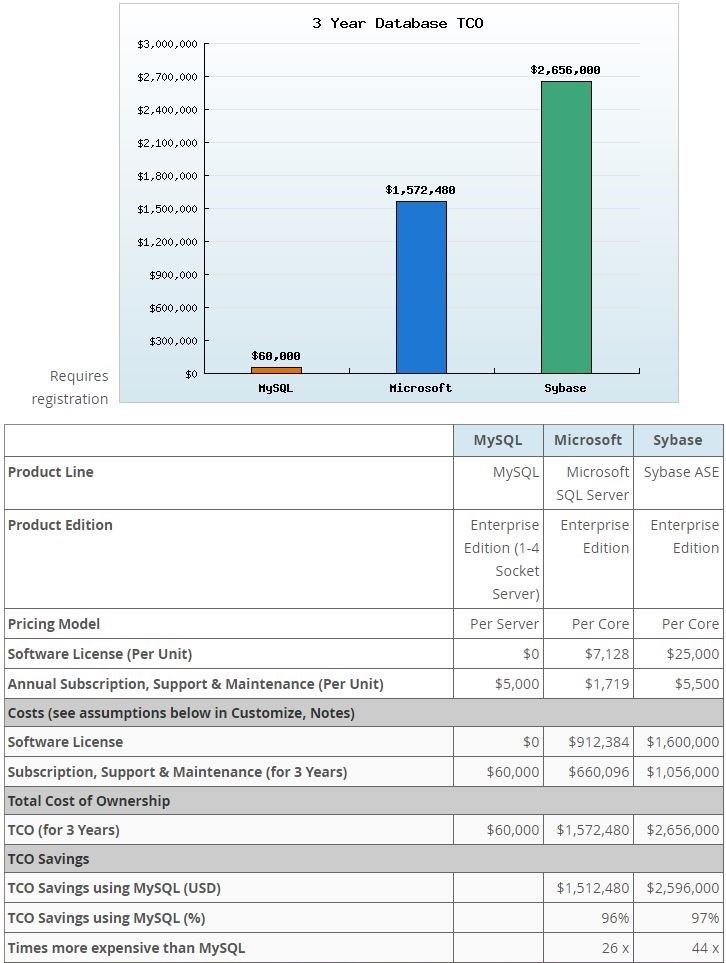 3 Year Database TCO
$3,000,000
$2,700,000
$2,400,000
$2,100,000
$1,800,000
$1,500,000
$1,200,000
$900,000
$600,000
$300,000
$0
$60,000
$1,572,480
$2,656,000
MySQL Microsoft Sybase
Requires
registration
MySQL Microsoft Sybase
Product Line MySQL Microsoft SQL Server Sybase ASE
Product Edition Enterprise Edition (1-4 Socket Server) Enterprise Edition Enterprise Edition
Pricing Model Per Server Per Core Per Core
Software License (Per Unit) $0 $7,128 $25,000
Annual Subscription, Support & Maintenance (Per Unit) $5,000 $1,719 $5,500
Costs (see assumptions below in Customize, Notes)
Software License $0 $912,384 $1,600,000
Subscription, Support & Maintenance (for 3 Years) $60,000 $660,096 $1,056,000
Total Cost of Ownership
TCO (for 3 Years) $60,000 $1,572,480 $2,656,000
TCO Savings
TCO Savings using MySQL (USD) $1,512,480 $2,596,000
TCO Savings using MySQL (%) 96% 97%
Times more expensive than MySQL 26 x 44 x